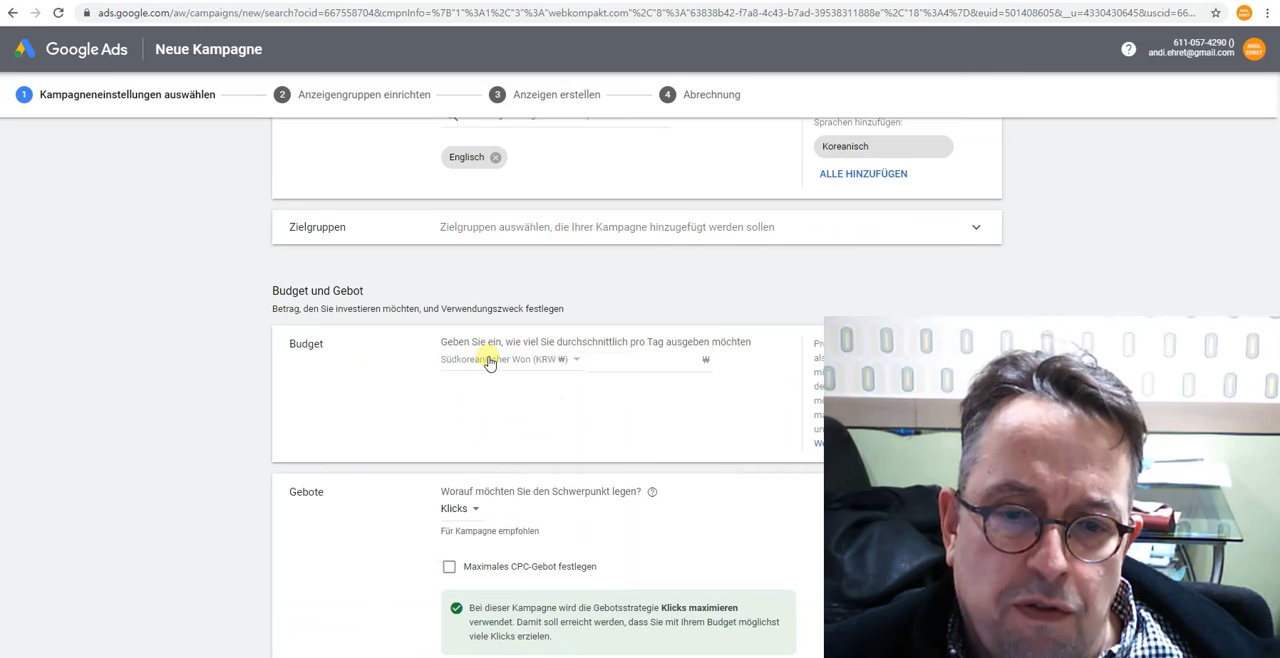 ads.google.com/aw/campaigns/new/search?ocid=667558704&cmpnInfo=%7B"1"%3A1%2C"3"%3A"webkompakt.com"%2C"8"%3A"63838b42-f7a8-4c43-b7ad-39538311888e"%2C"18"%3A4%7D&euid=501408605&__u=4330430645&uscid=66...
ANDI EHRET
Google Ads
Neue Kampagne
611-057-4290 ()
andi.ehret@gmail.com
ANDI EHRET
1 Kampagneneinstellungen auswählen
2 Anzeigengruppen einrichten
3 Anzeigen erstellen
4 Abrechnung
Sprachen hinzufügen:
Englisch
Koreanisch
ALLE HINZUFÜGEN
Zielgruppen
Zielgruppen auswählen, die Ihrer Kampagne hinzugefügt werden sollen
Budget und Gebot
Betrag, den Sie investieren möchten, und Verwendungszweck festlegen
Budget
Geben Sie ein, wie viel Sie durchschnittlich pro Tag ausgeben möchten
Südkoreanischer Won (KRW ₩)
₩
Gebote
Worauf möchten Sie den Schwerpunkt legen?
Klicks
Für Kampagne empfohlen
Maximales CPC-Gebot festlegen
Bei dieser Kampagne wird die Gebotsstrategie Klicks maximieren
verwendet. Damit soll erreicht werden, dass Sie mit Ihrem Budget möglichst
viele Klicks erzielen.